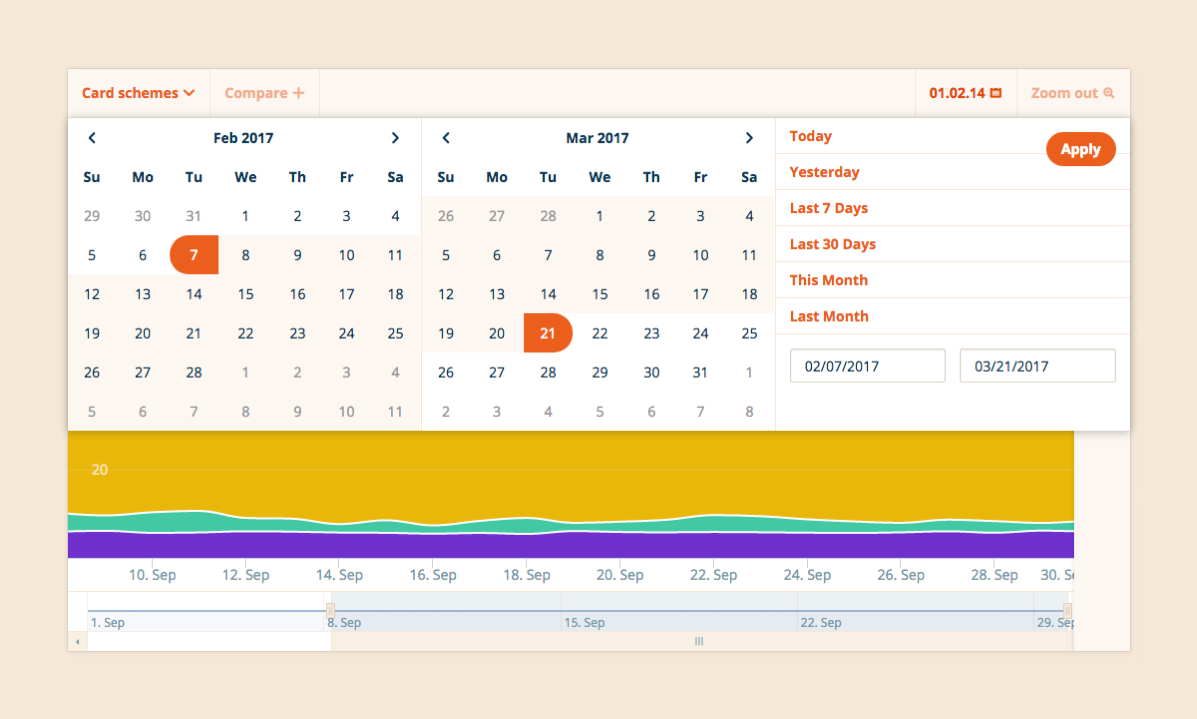 Card schemes Compare 01.02.14 Zoom out
Feb 2017
Su Mo Tu We Th Fr Sa
29 30 31 1 2 3 4
5 6 7 8 9 10 11
12 13 14 15 16 17 18
19 20 21 22 23 24 25
26 27 28 1 2 3 4
5 6 7 8 9 10 11
Mar 2017
Su Mo Tu We Th Fr Sa
26 27 28 1 2 3 4
5 6 7 8 9 10 11
12 13 14 15 16 17 18
19 20 21 22 23 24 25
26 27 28 29 30 31 1
2 3 4 5 6 7 8
Today
Apply
Yesterday
Last 7 Days
Last 30 Days
This Month
Last Month
02/07/2017 03/21/2017
20
10. Sep 12. Sep 14. Sep 16. Sep 18. Sep 20. Sep 22. Sep 24. Sep 26. Sep 28. Sep 30. Se
1. Sep 8. Sep 15. Sep 22. Sep 29. Sep